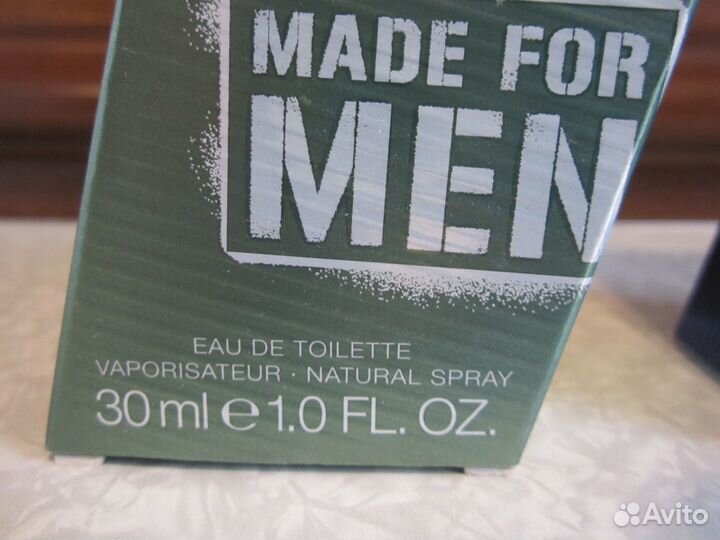 MADE FOR
MEN
EAU DE TOILETTE
VAPORISATEUR · NATURAL SPRAY
30 ml ℮ 1.0 FL. OZ.
Avito